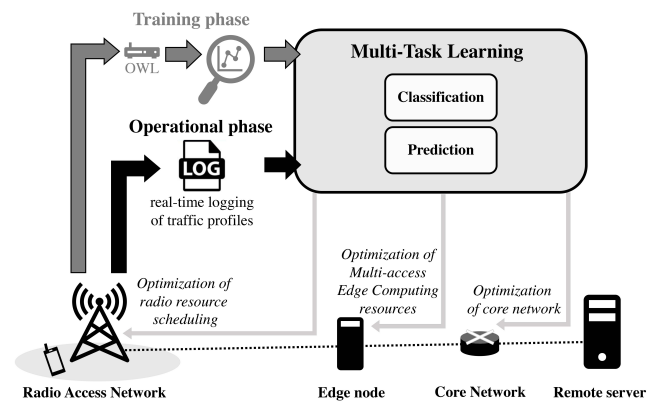 Training phase
OWL
Multi-Task Learning
Classification
Prediction
Operational phase
LOG
real-time logging
of traffic profiles
Optimization of
radio resource
scheduling
Optimization of
Multi-access
Edge Computing
resources
Optimization
of core network
Radio Access Network
Edge node
Core Network
Remote server